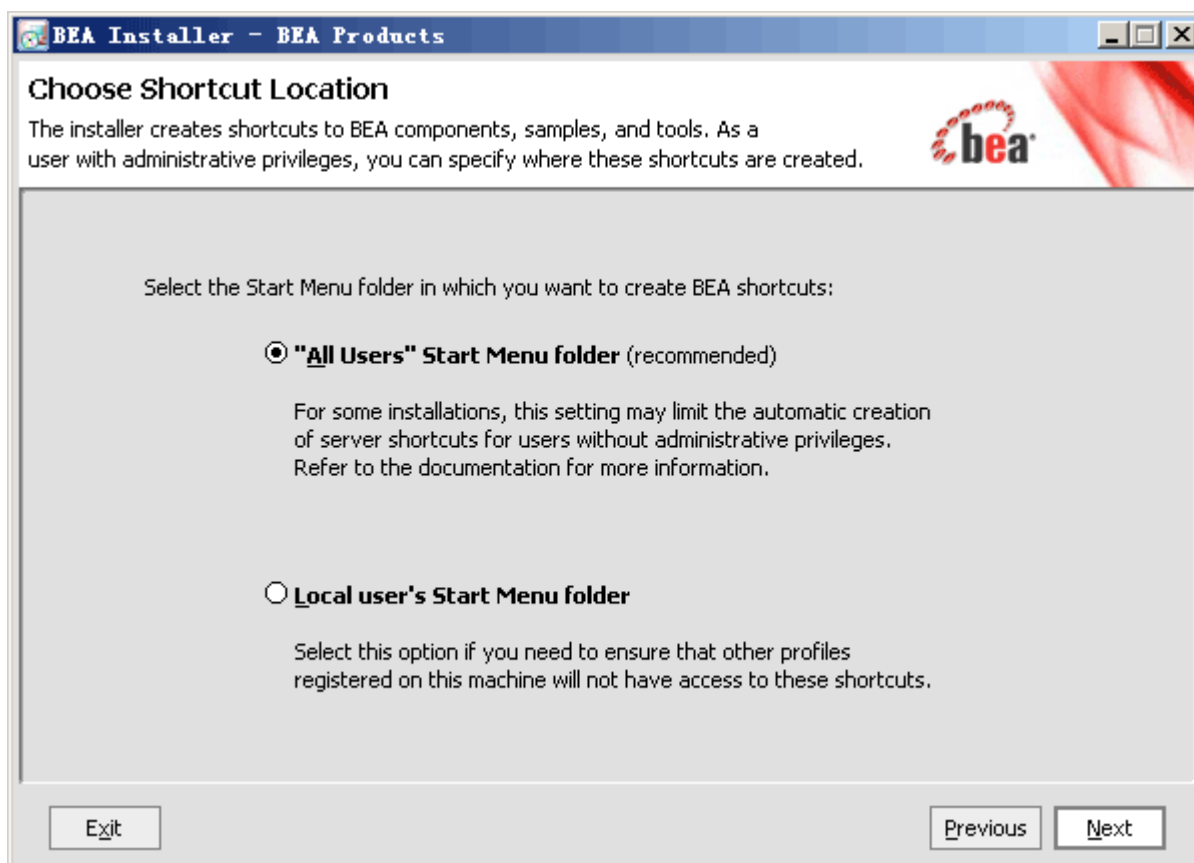 BEA Installer - BEA Products
Choose Shortcut Location
The installer creates shortcuts to BEA components, samples, and tools. As a
user with administrative privileges, you can specify where these shortcuts are created.
bea
Select the Start Menu folder in which you want to create BEA shortcuts:
"All Users" Start Menu folder (recommended)
For some installations, this setting may limit the automatic creation
of server shortcuts for users without administrative privileges.
Refer to the documentation for more information.
Local user's Start Menu folder
Select this option if you need to ensure that other profiles
registered on this machine will not have access to these shortcuts.
Exit Previous Next